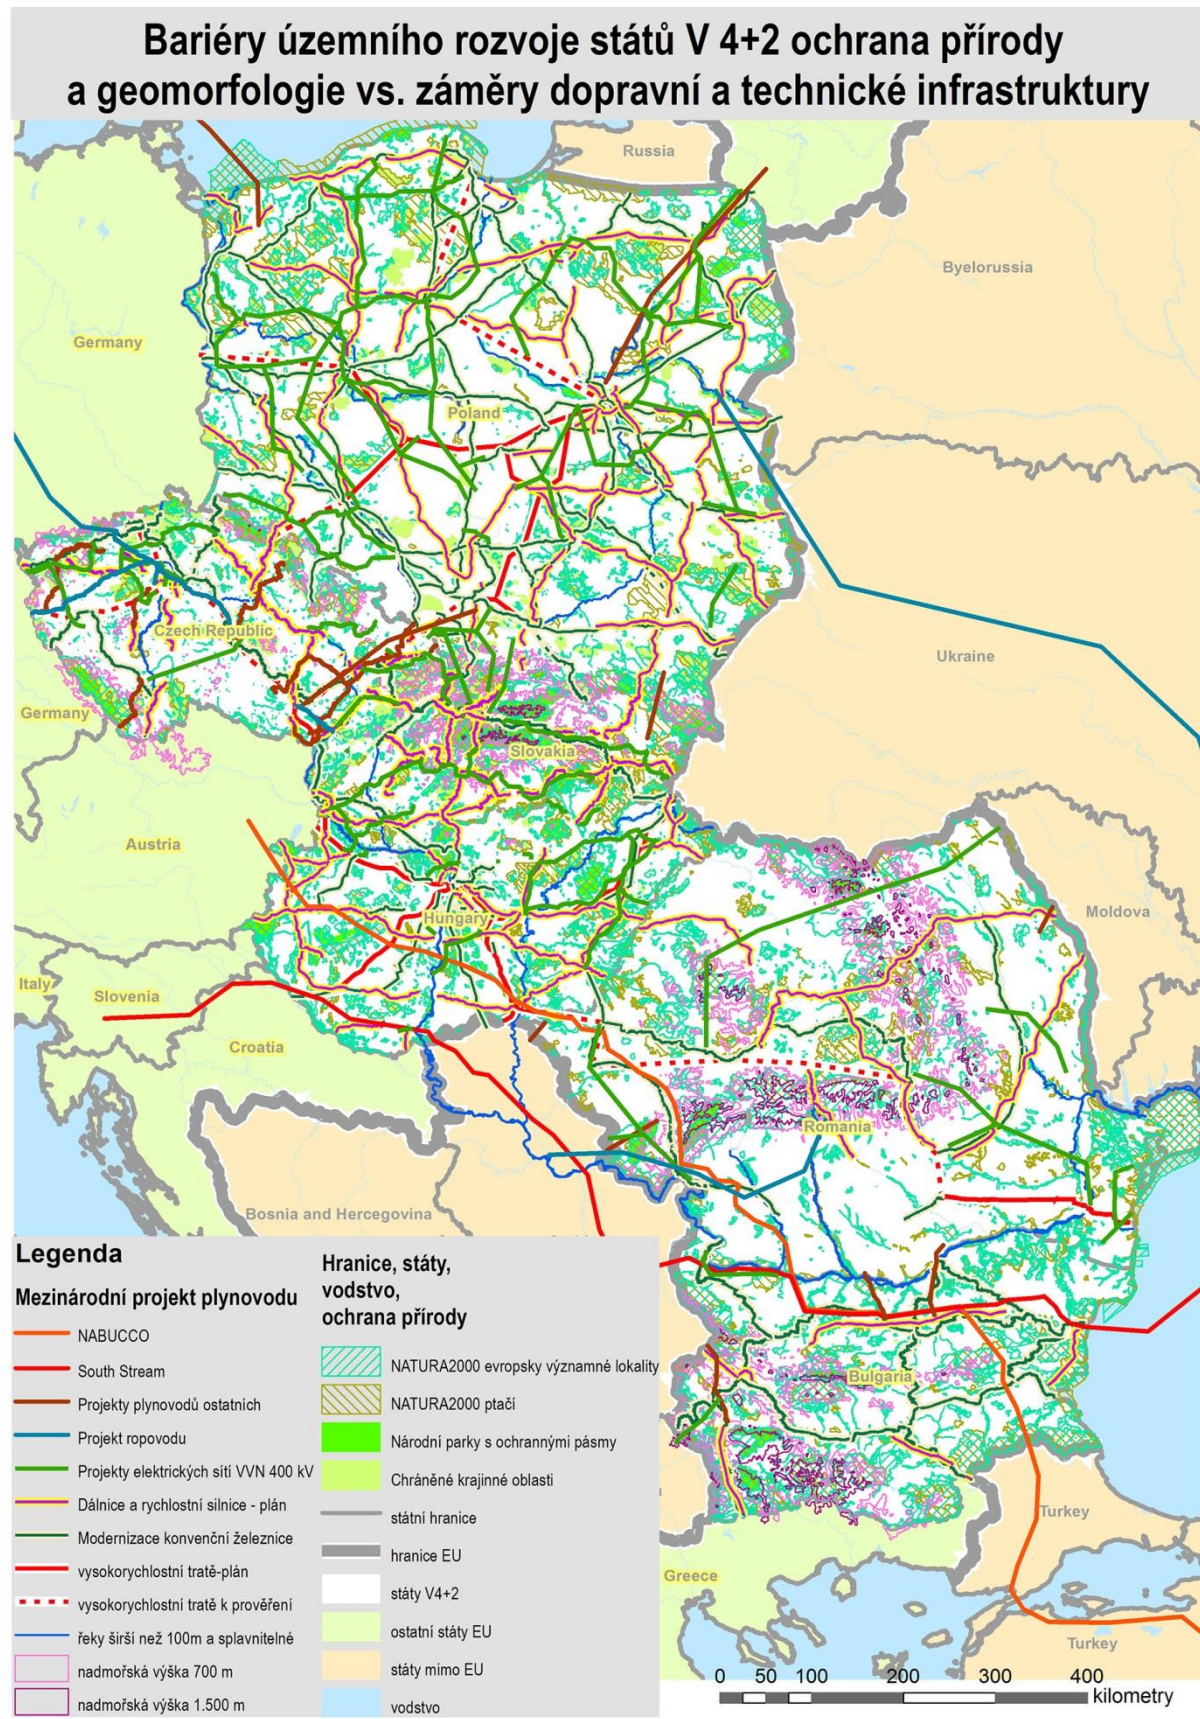 Bariéry územního rozvoje států V 4+2 ochrana přírody
a geomorfologie vs. záměry dopravní a technické infrastruktury
Russia
Byelorussia
Germany
Poland
Czech Republic
Ukraine
Germany
Slovakia
Austria
Moldova
Hungary
Italy
Slovenia
Croatia
Romania
Bosnia and Hercegovina
Bulgaria
Turkey
Greece
Turkey
Legenda
Mezinárodní projekt plynovodu
NABUCCO
South Stream
Projekty plynovodů ostatních
Projekt ropovodu
Projekty elektrických sítí VVN 400 kV
Dálnice a rychlostní silnice - plán
Modernizace konvenční železnice
vysokorychlostní tratě-plán
vysokorychlostní tratě k prověření
řeky širší než 100m a splavnitelné
nadmořská výška 700 m
nadmořská výška 1.500 m
Hranice, státy,
vodstvo,
ochrana přírody
NATURA2000 evropsky významné lokality
NATURA2000 ptačí
Národní parky s ochrannými pásmy
Chráněné krajinné oblasti
státní hranice
hranice EU
státy V4+2
ostatní státy EU
státy mimo EU
vodstvo
0 50 100 200 300 400
kilometry